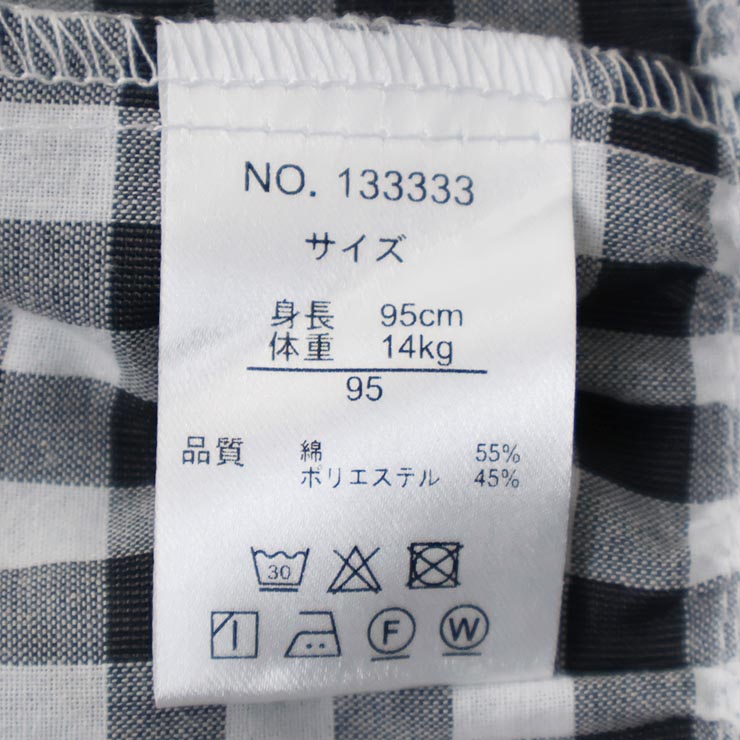 NO. 133333
サイズ
身長 95cm
体重 14kg
95
品質 綿 55%
ポリエステル 45%
30
F W